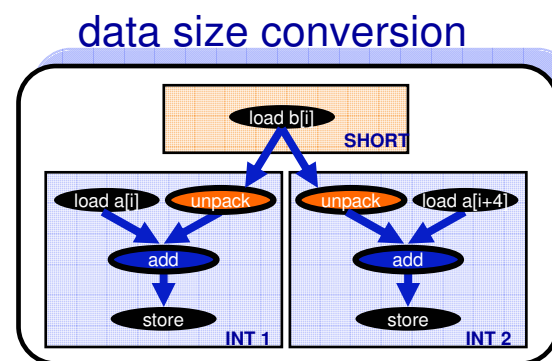 data size conversion
load b[i]
SHORT
load a[i] unpack unpack load a[i+4]
add add
store store
INT 1 INT 2